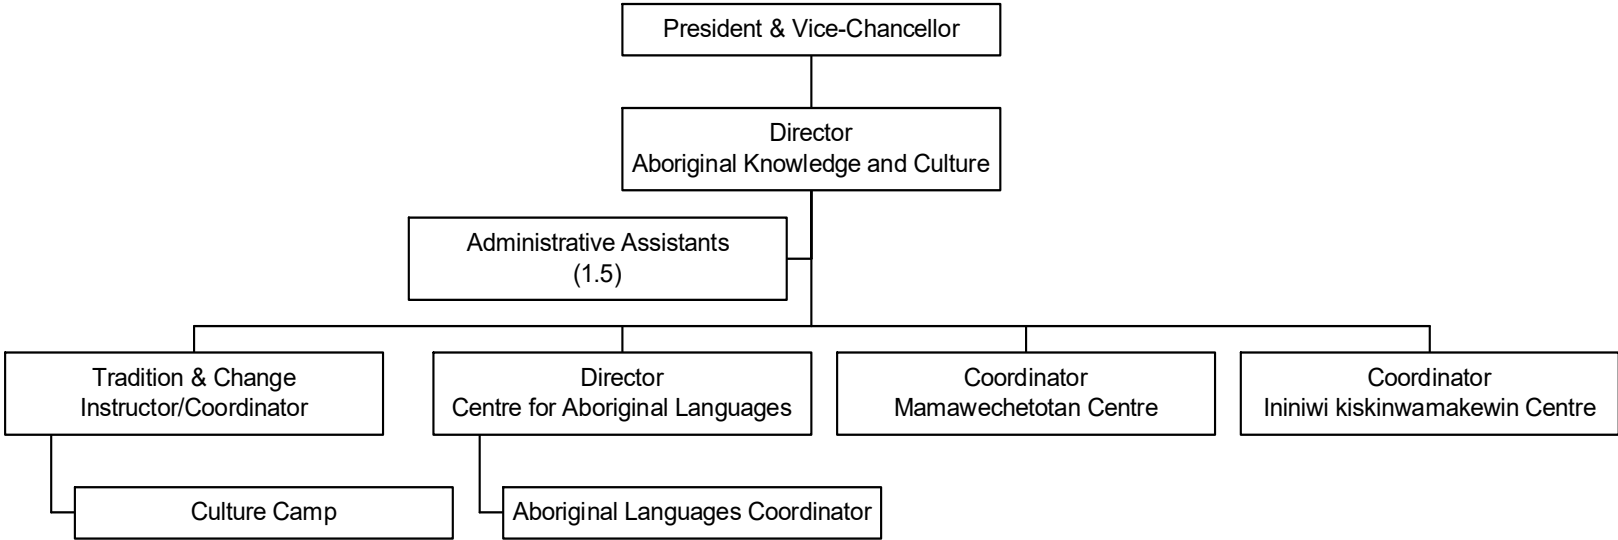 President & Vice-Chancellor
Director
Aboriginal Knowledge and Culture
Administrative Assistants
(1.5)
Tradition & Change
Instructor/Coordinator
Director
Centre for Aboriginal Languages
Coordinator
Mamawechetotan Centre
Coordinator
Ininiwi kiskinwamakewin Centre
Culture Camp
Aboriginal Languages Coordinator